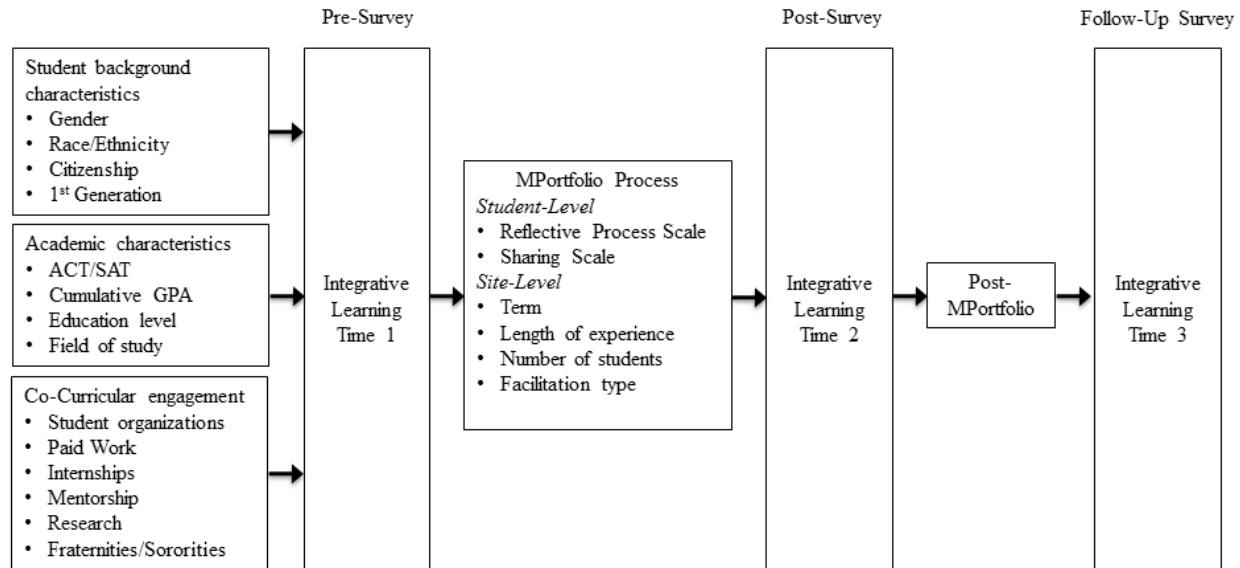 Pre-Survey
Post-Survey
Follow-Up Survey
Student background
characteristics
• Gender
• Race/Ethnicity
• Citizenship
• 1st Generation
Academic characteristics
• ACT/SAT
• Cumulative GPA
• Education level
• Field of study
Co-Curricular engagement
• Student organizations
• Paid Work
• Internships
• Mentorship
• Research
• Fraternities/Sororities
Integrative
Learning
Time 1
MPortfolio Process
Student-Level
• Reflective Process Scale
• Sharing Scale
Site-Level
• Term
• Length of experience
• Number of students
• Facilitation type
Integrative
Learning
Time 2
Post-
MPortfolio
Integrative
Learning
Time 3